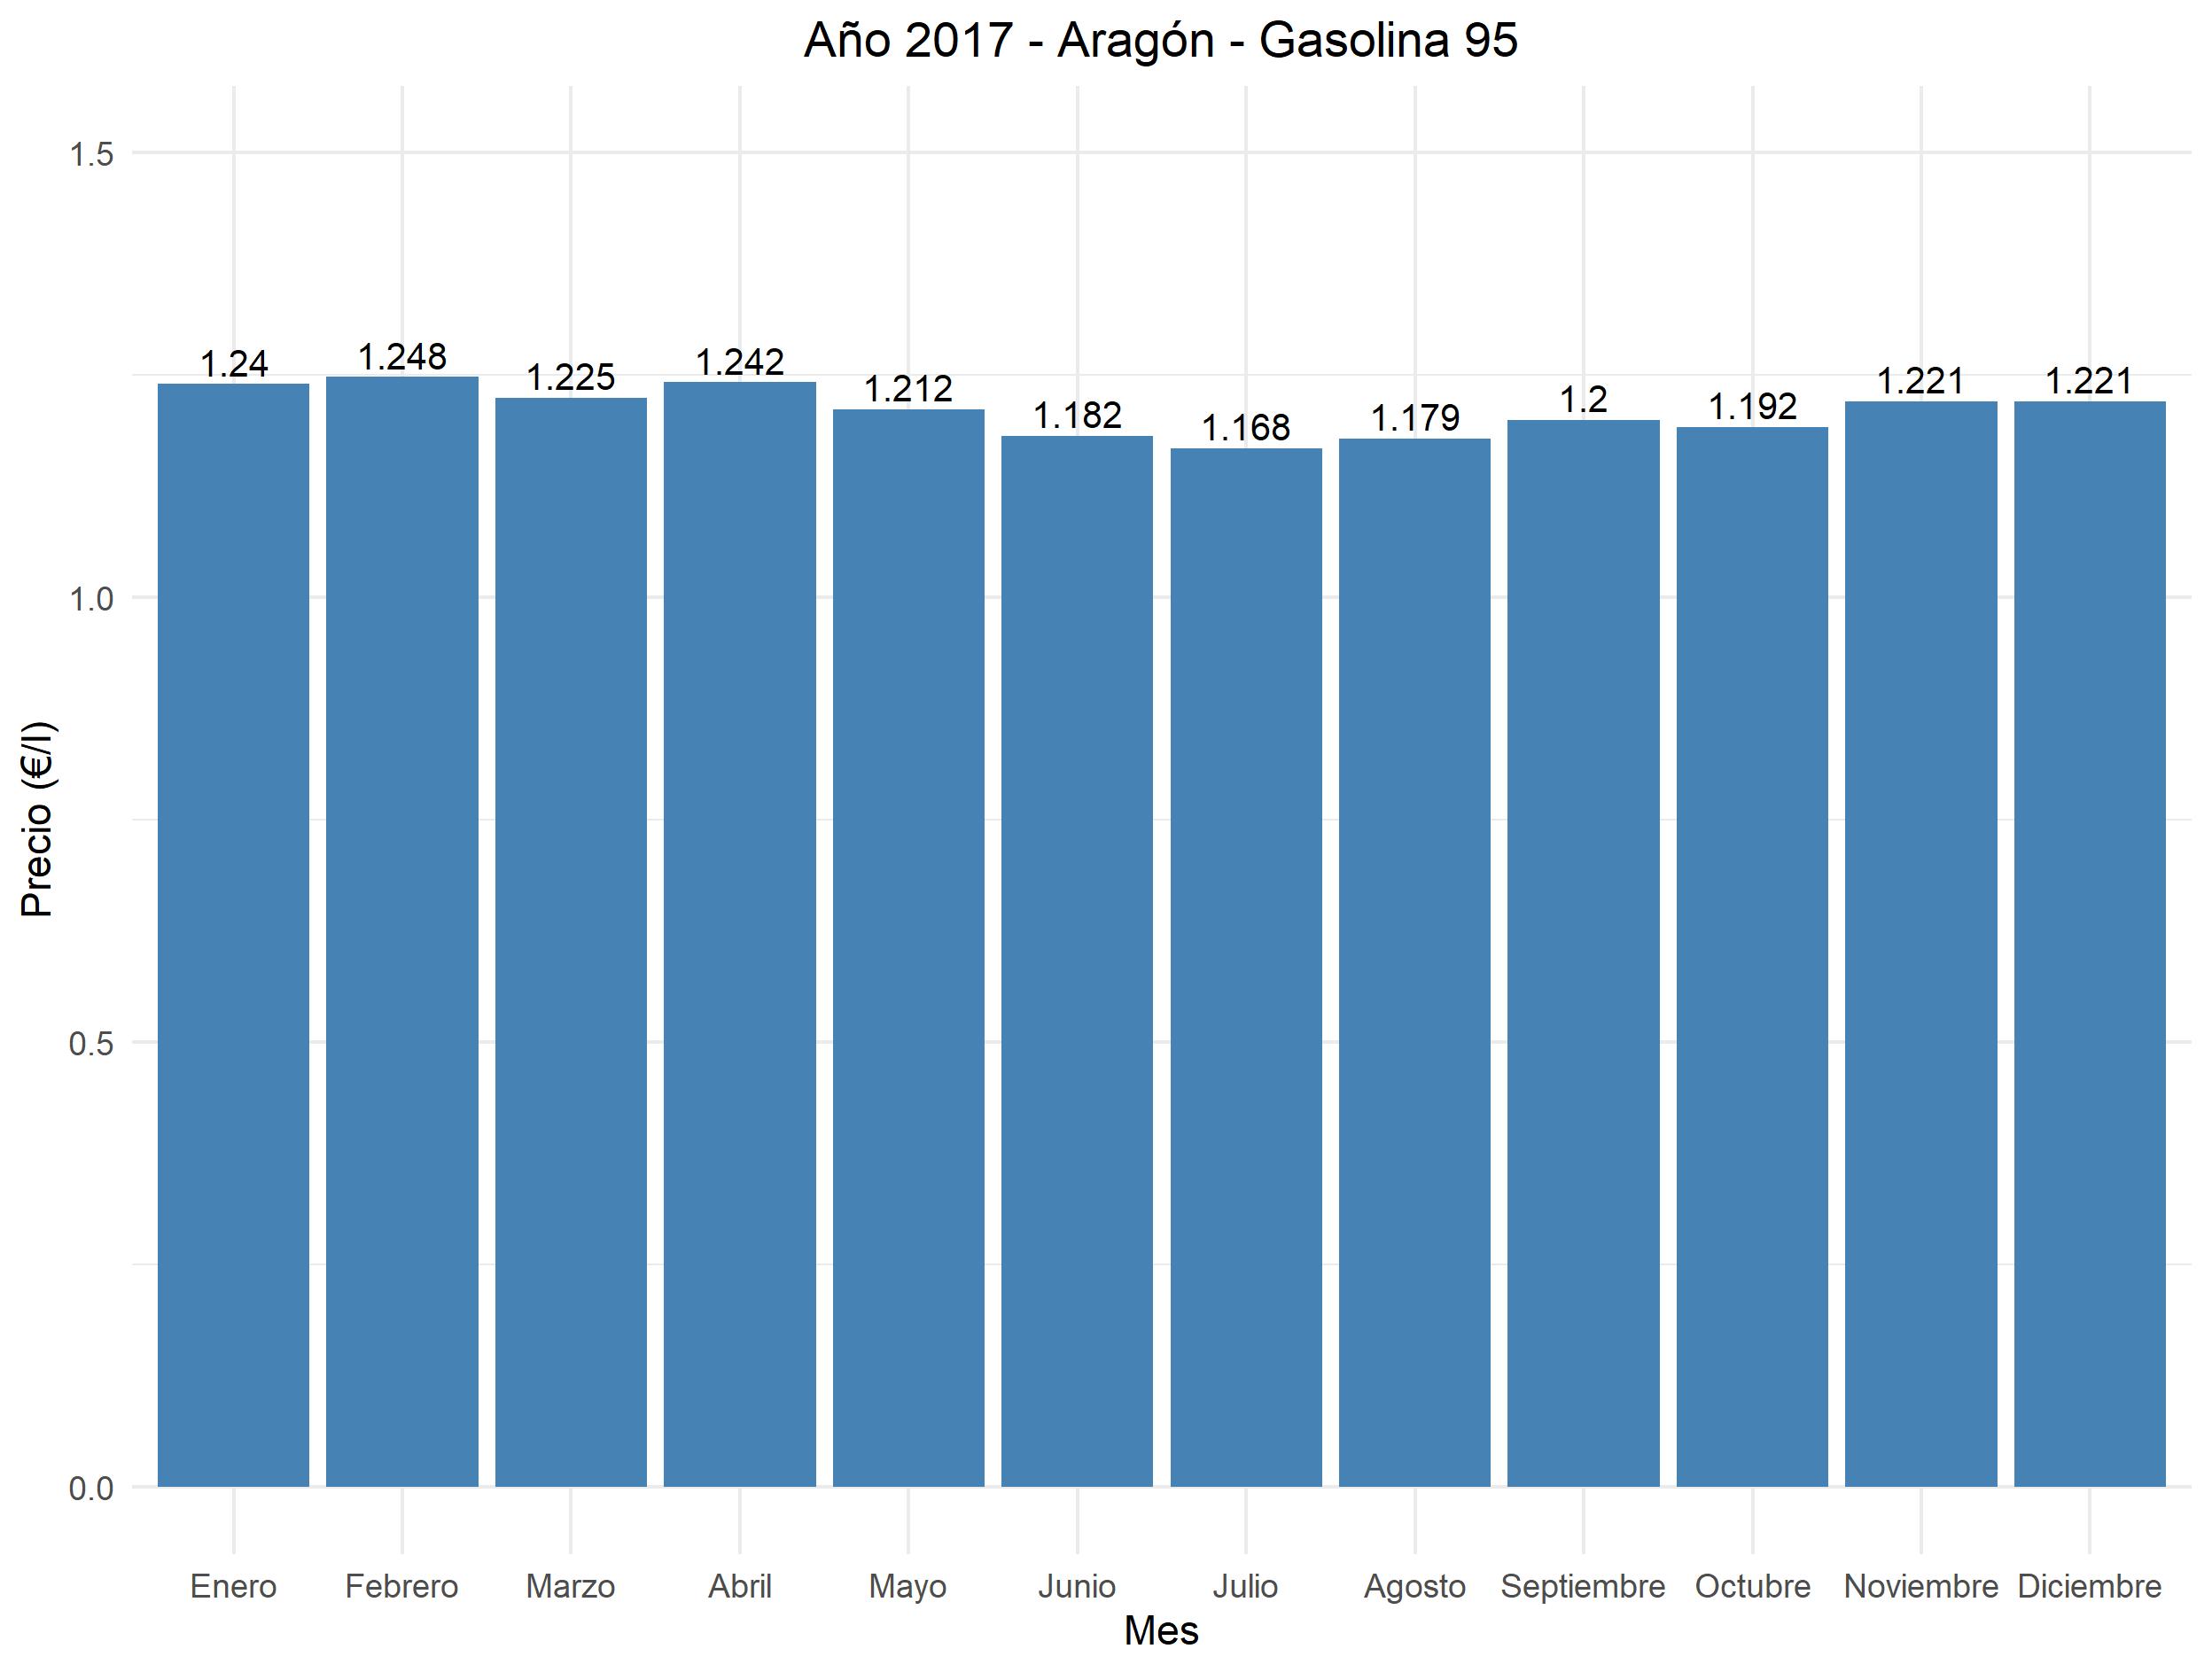 Año 2017 - Aragón - Gasolina 95
1.5
1.0
0.5
0.0
Precio (€/l)
1.24
1.248
1.225
1.242
1.212
1.182
1.168
1.179
1.2
1.192
1.221
1.221
Enero
Febrero
Marzo
Abril
Mayo
Junio
Julio
Agosto
Septiembre
Octubre
Noviembre
Diciembre
Mes